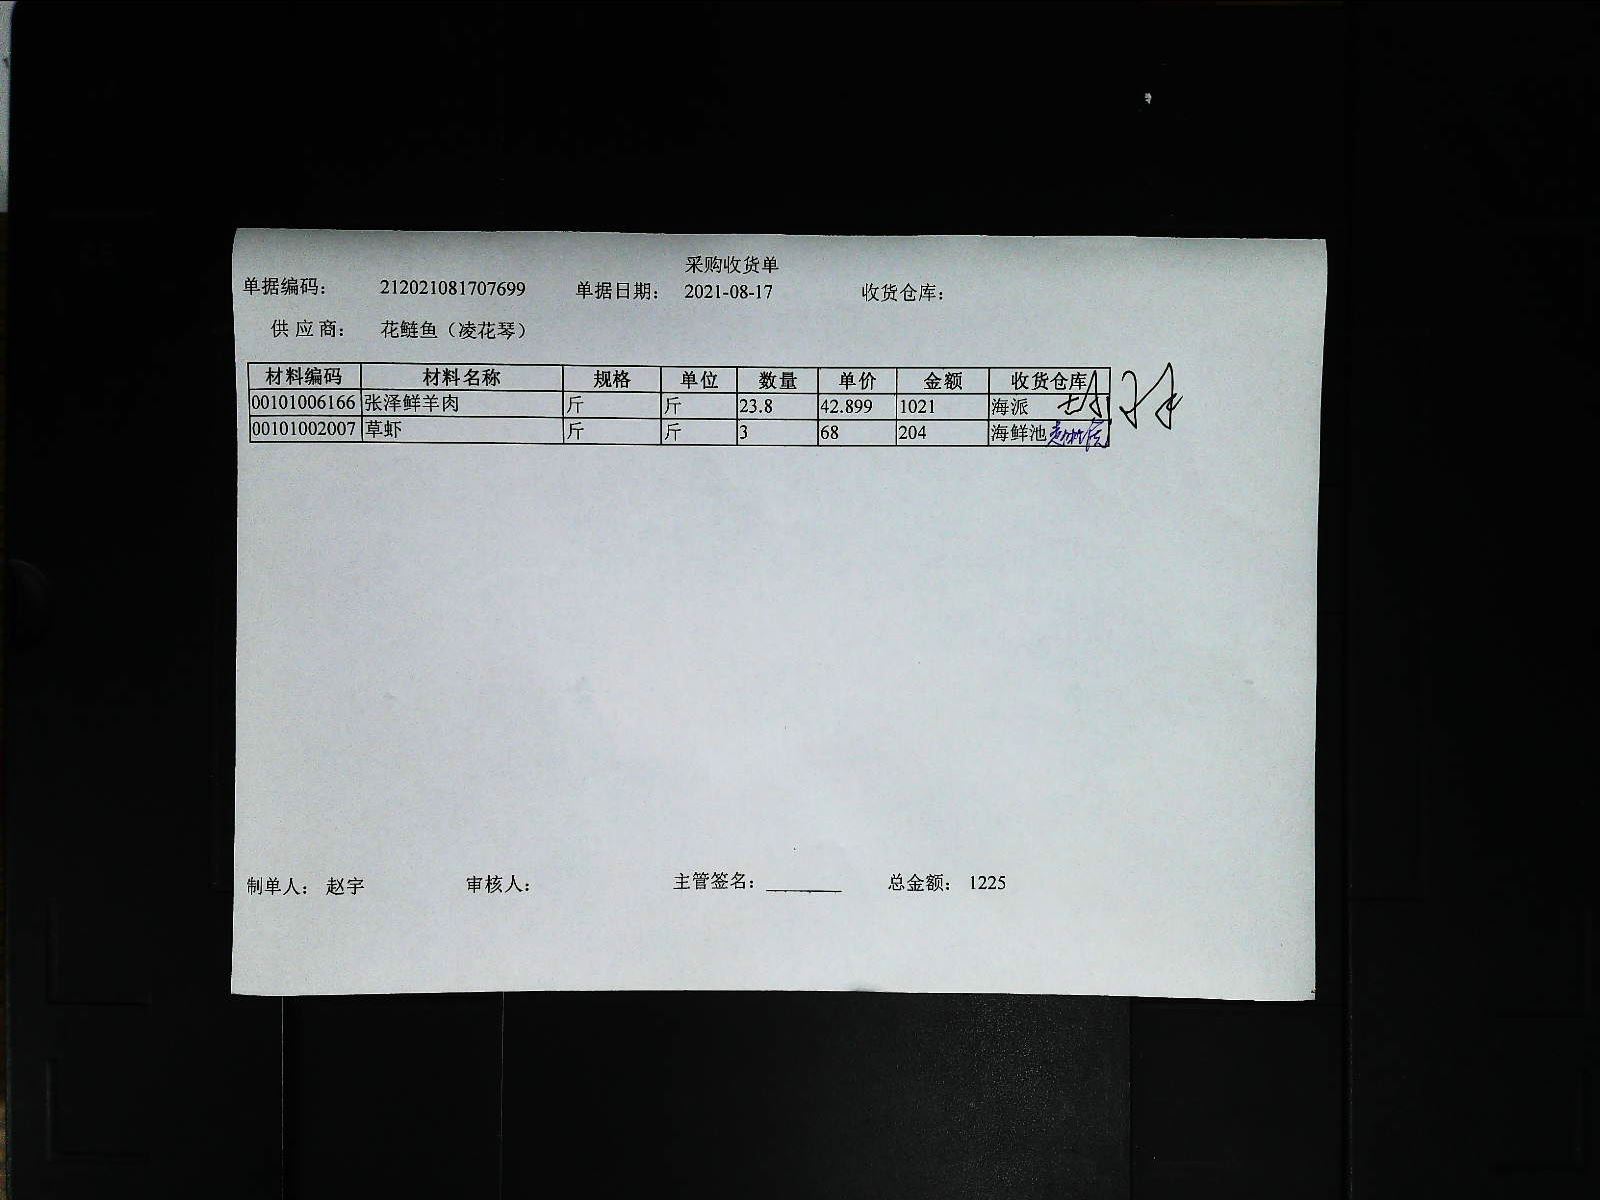 采购收货单
单据编码： 212021081707699 单据日期： 2021-08-17 收货仓库：
供 应 商： 花鲢鱼（凌花琴）
材料编码 材料名称 规格 单位 数量 单价 金额 收货仓库
00101006166 张泽鲜羊肉 斤 斤 23.8 42.899 1021 海派
00101002007 草虾 斤 斤 3 68 204 海鲜池
制单人： 赵宇 审核人： 主管签名： ________ 总金额： 1225